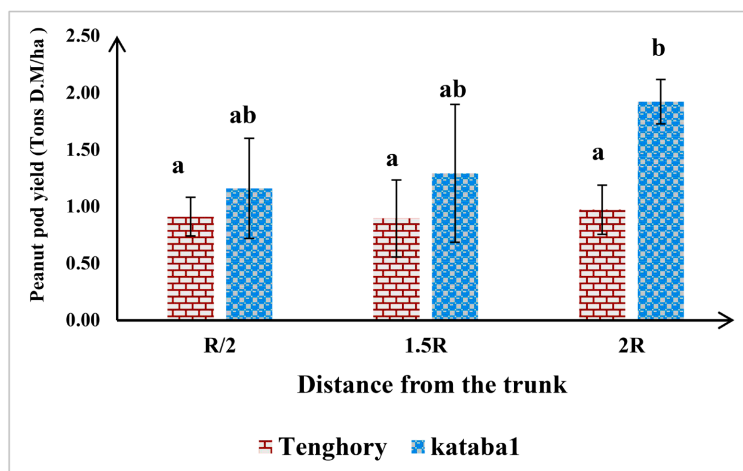 Peanut pod yield (Tons D.M/ha)
2.50
2.00
1.50
1.00
0.50
0.00
a
ab
a
ab
a
b
R/2
1.5R
2R
Distance from the trunk
Tenghory
kataba1